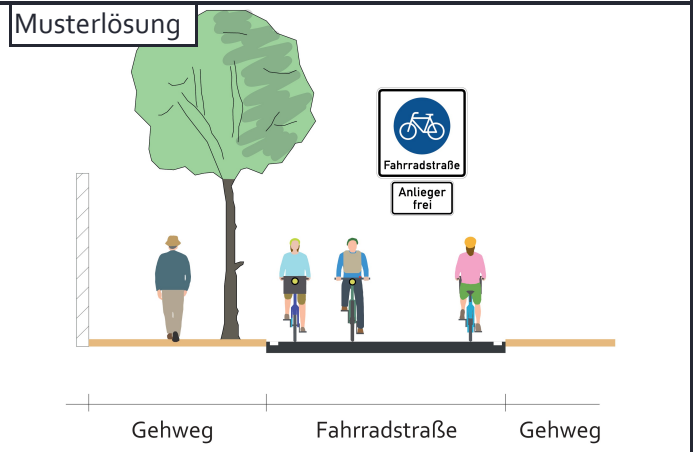 Musterlösung
Fahrradstraße
Anlieger
frei
Gehweg
Fahrradstraße
Gehweg